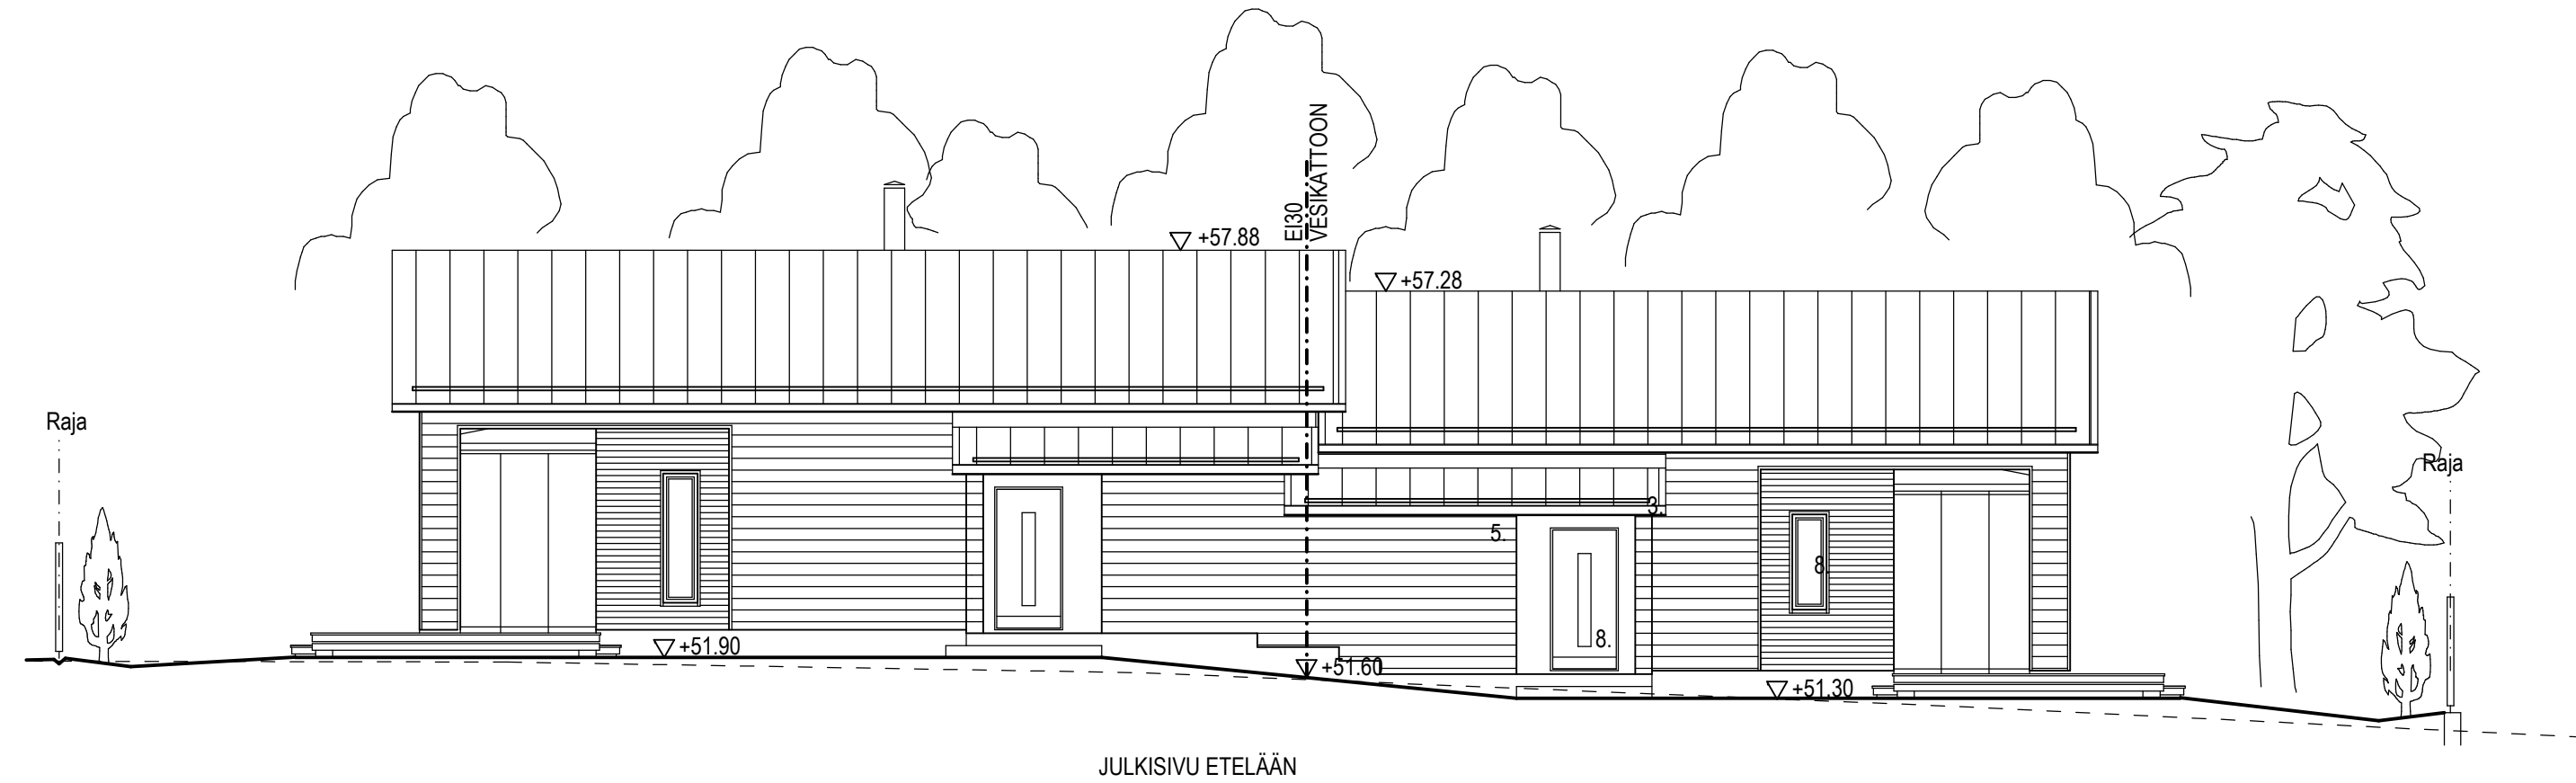 EI30
VESIKATTOON
+57.88
+57.28
Raja
Raja
3.
5.
8.
8.
+51.90
+51.60
+51.30
JULKISIVU ETELÄÄN